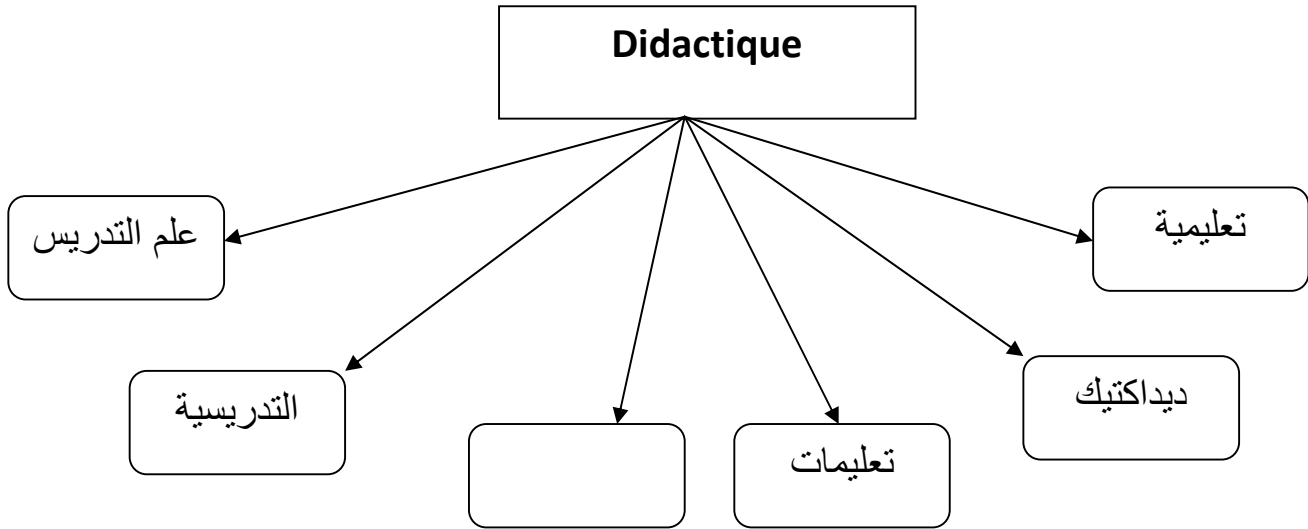 Didactique
تعليمية
علم التدريس
ديداكتيك
التدريسية
تعليمات